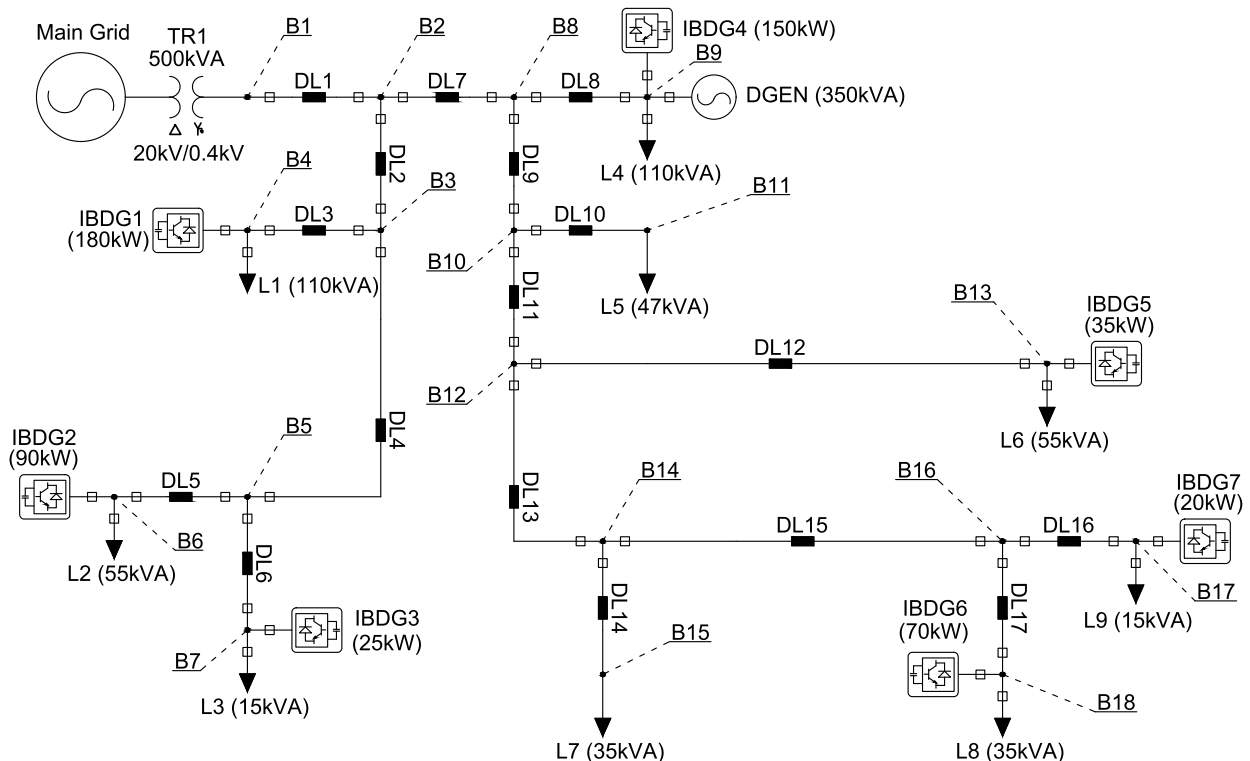 Main Grid
TR1
500kVA
20kV/0.4kV
B1
DL1
B2
DL7
B8
DL8
IBDG4 (150kW)
B9
DGEN (350kVA)
L4 (110kVA)
DL2
DL9
B4
B3
IBDG1
(180kW)
DL3
L1 (110kVA)
B10
DL10
B11
L5 (47kVA)
DL11
B12
DL12
B13
IBDG5
(35kW)
L6 (55kVA)
DL4
IBDG2
(90kW)
DL5
B5
B6
L2 (55kVA)
DL6
B7
IBDG3
(25kW)
L3 (15kVA)
DL13
B14
DL15
B16
DL16
IBDG7
(20kW)
B17
L9 (15kVA)
DL14
B15
L7 (35kVA)
DL17
IBDG6
(70kW)
B18
L8 (35kVA)